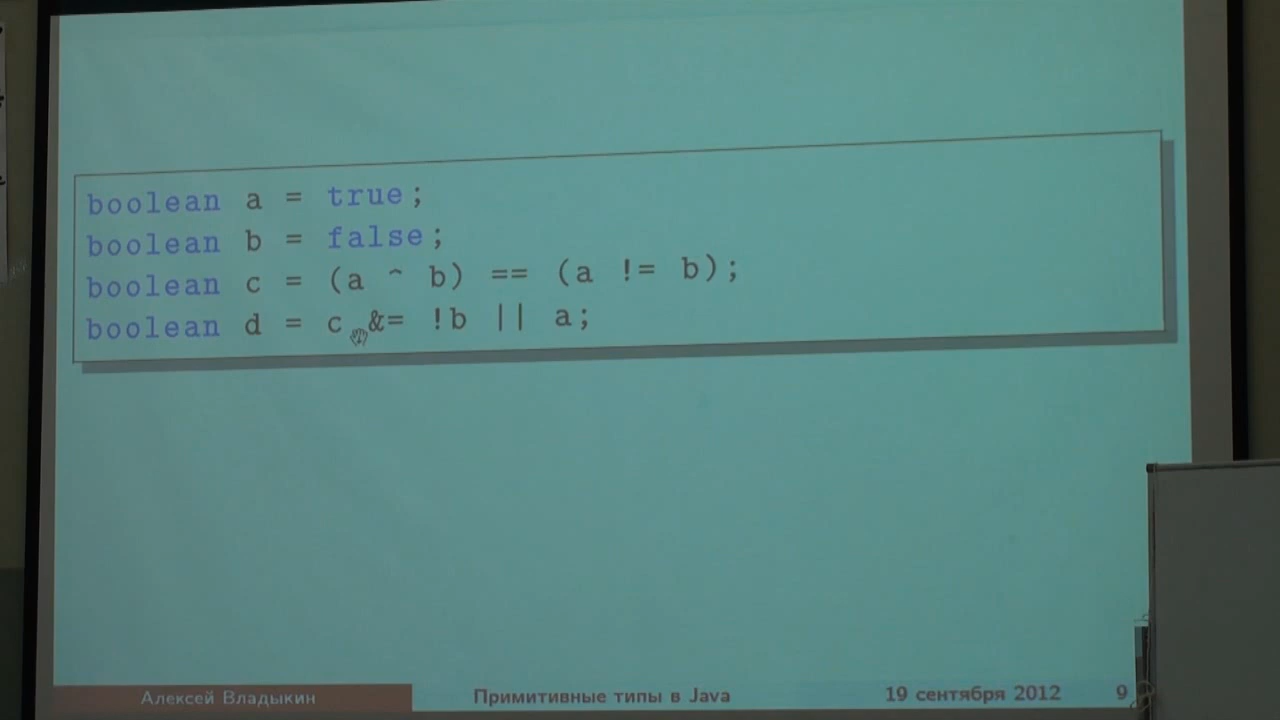 boolean a = true;
boolean b = false;
boolean c = (a ^ b) == (a != b);
boolean d = c &= !b || a;
Алексей Владыкин Примитивные типы в Java 19 сентября 2012 9